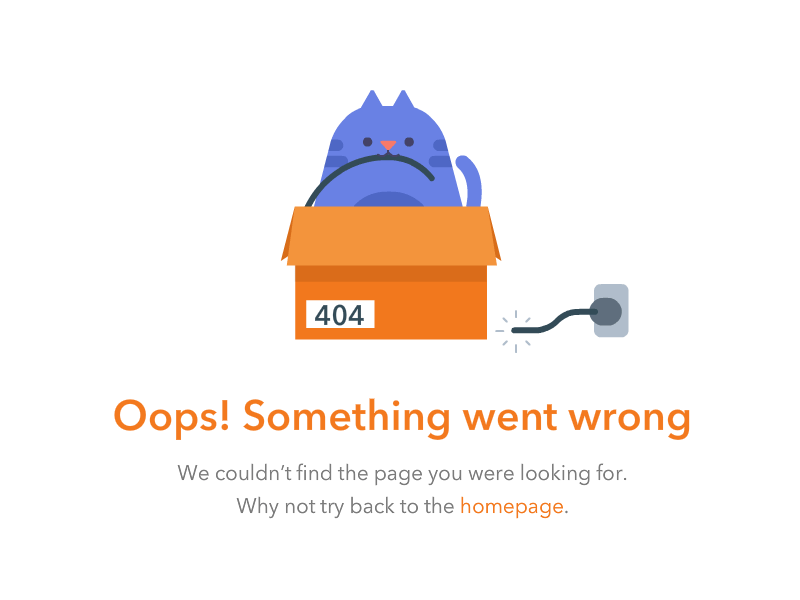 404
Oops! Something went wrong
We couldn’t find the page you were looking for.
Why not try back to the homepage.